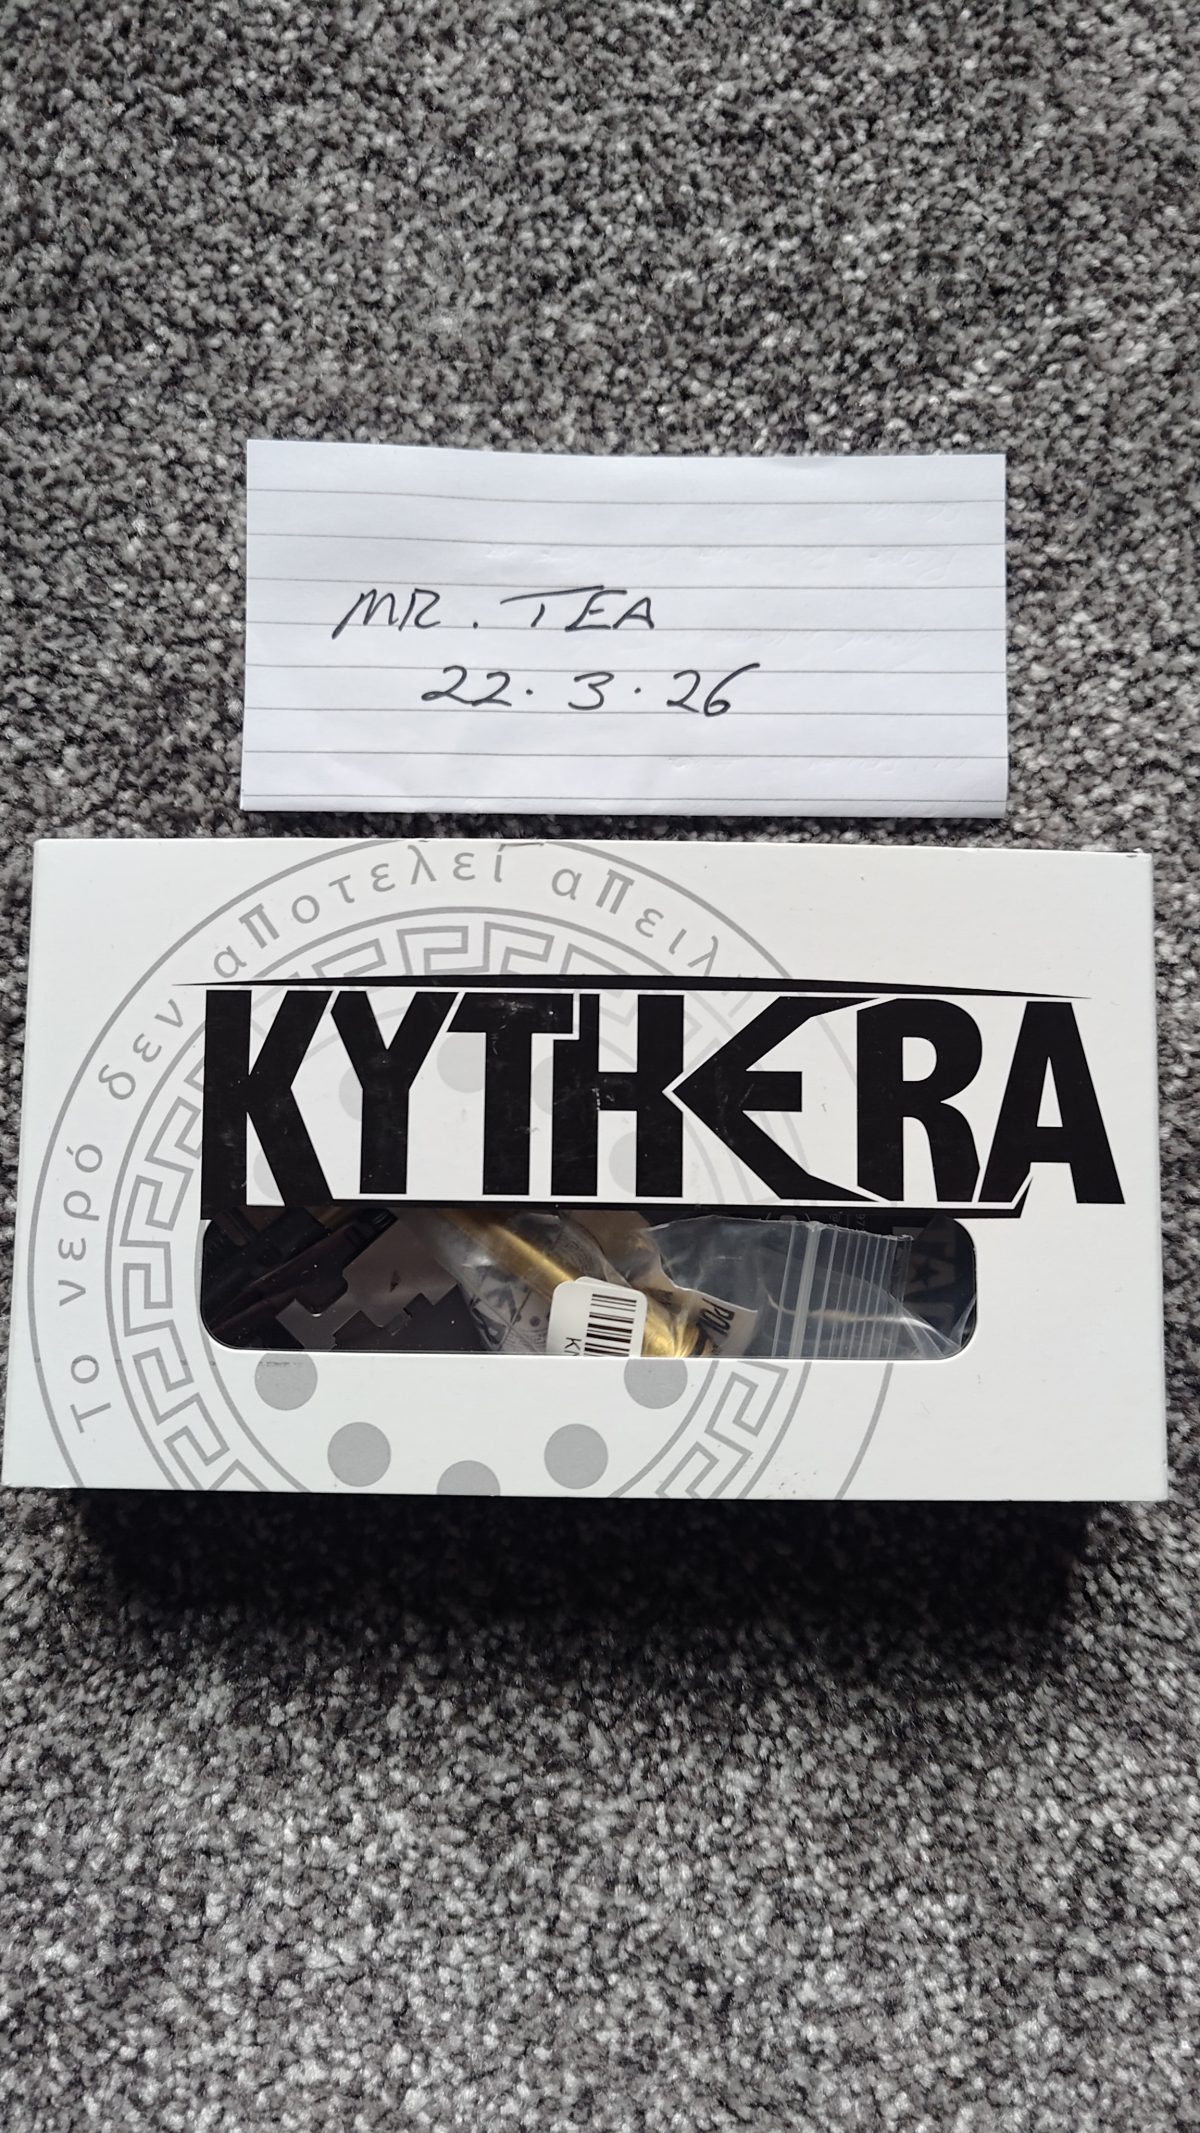 MR. TEA
22.3.26
Το νερό δεν αποτελεί απειλ
KYTHERA